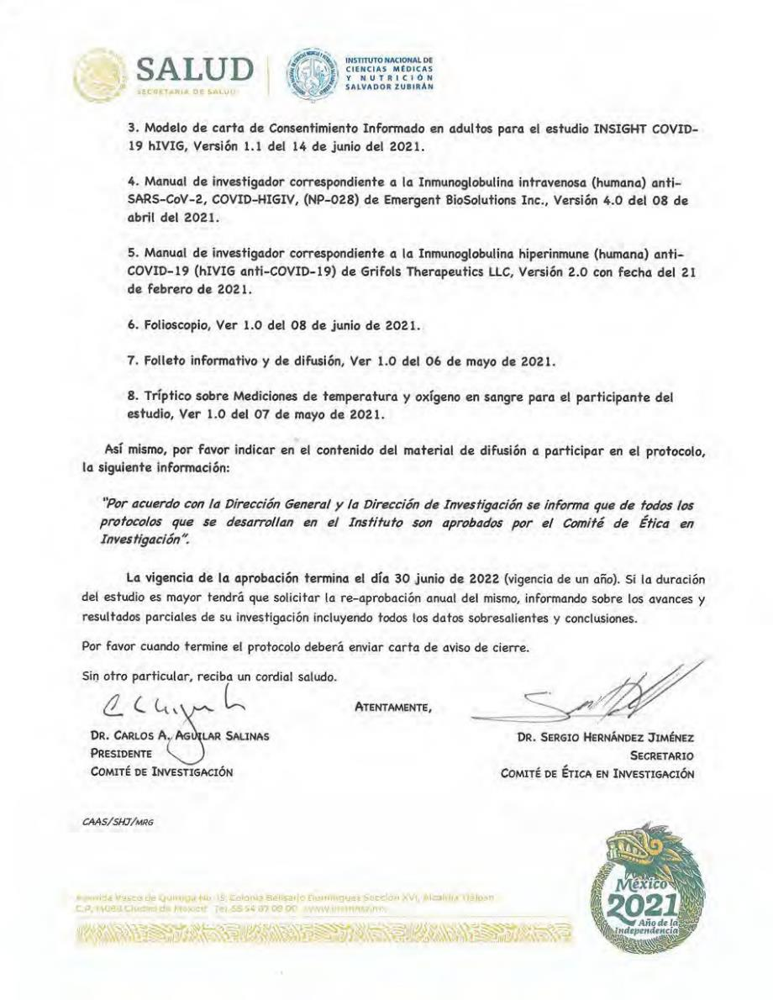 SALUD
SECRETARÍA DE SALUD
INSTITUTO NACIONAL DE
CIENCIAS MÉDICAS
Y NUTRICIÓN
SALVADOR ZUBIRÁN
3. Modelo de carta de Consentimiento Informado en adultos para el estudio INSIGHT COVID-
19 hIVIG, Versión 1.1 del 14 de junio del 2021.
4. Manual de investigador correspondiente a la Inmunoglobulina intravenosa (humana) anti-
SARS-CoV-2, COVID-HIGIV, (NP-028) de Emergent BioSolutions Inc., Versión 4.0 del 08 de
abril del 2021.
5. Manual de investigador correspondiente a la Inmunoglobulina hiperinmune (humana) anti-
COVID-19 (hIVIG anti-COVID-19) de Grifols Therapeutics LLC, Versión 2.0 con fecha del 21
de febrero de 2021.
6. Folioscopio, Ver 1.0 del 08 de junio de 2021.
7. Folleto informativo y de difusión, Ver 1.0 del 06 de mayo de 2021.
8. Tríptico sobre Mediciones de temperatura y oxígeno en sangre para el participante del
estudio, Ver 1.0 del 07 de mayo de 2021.
Así mismo, por favor indicar en el contenido del material de difusión a participar en el protocolo,
la siguiente información:
"Por acuerdo con la Dirección General y la Dirección de Investigación se informa que de todos los
protocolos que se desarrollan en el Instituto son aprobados por el Comité de Ética en
Investigación".
La vigencia de la aprobación termina el día 30 junio de 2022 (vigencia de un año). Si la duración
del estudio es mayor tendrá que solicitar la re-aprobación anual del mismo, informando sobre los avances y
resultados parciales de su investigación incluyendo todos los datos sobresalientes y conclusiones.
Por favor cuando termine el protocolo deberá enviar carta de aviso de cierre.
Sin otro particular, reciba un cordial saludo.
ATENTAMENTE,
DR. CARLOS A. AGUILAR SALINAS
PRESIDENTE
COMITÉ DE INVESTIGACIÓN
DR. SERGIO HERNÁNDEZ JIMÉNEZ
SECRETARIO
COMITÉ DE ÉTICA EN INVESTIGACIÓN
CAAS/SHJ/MRG
Avenida Vasco de Quiroga No. 15, Colonia Belisario Domínguez Sección XVI, Alcaldía Tlalpan
C.P. 14080 Ciudad de México Tel. 55 54 87 09 00
México
2021
Año de la
Independencia